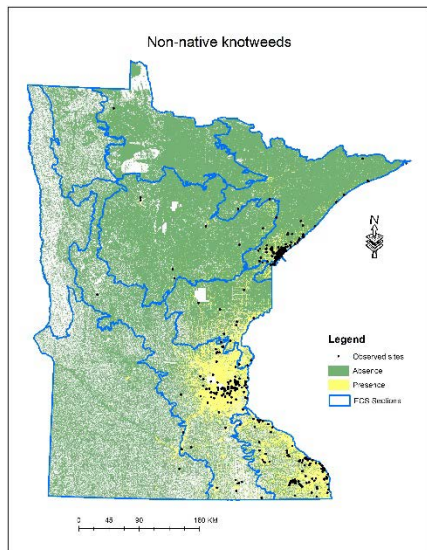 Non-native knotweeds
N
Legend
Observed sites
Absence
Presence
ECS Sections
0 45 90 180 KM